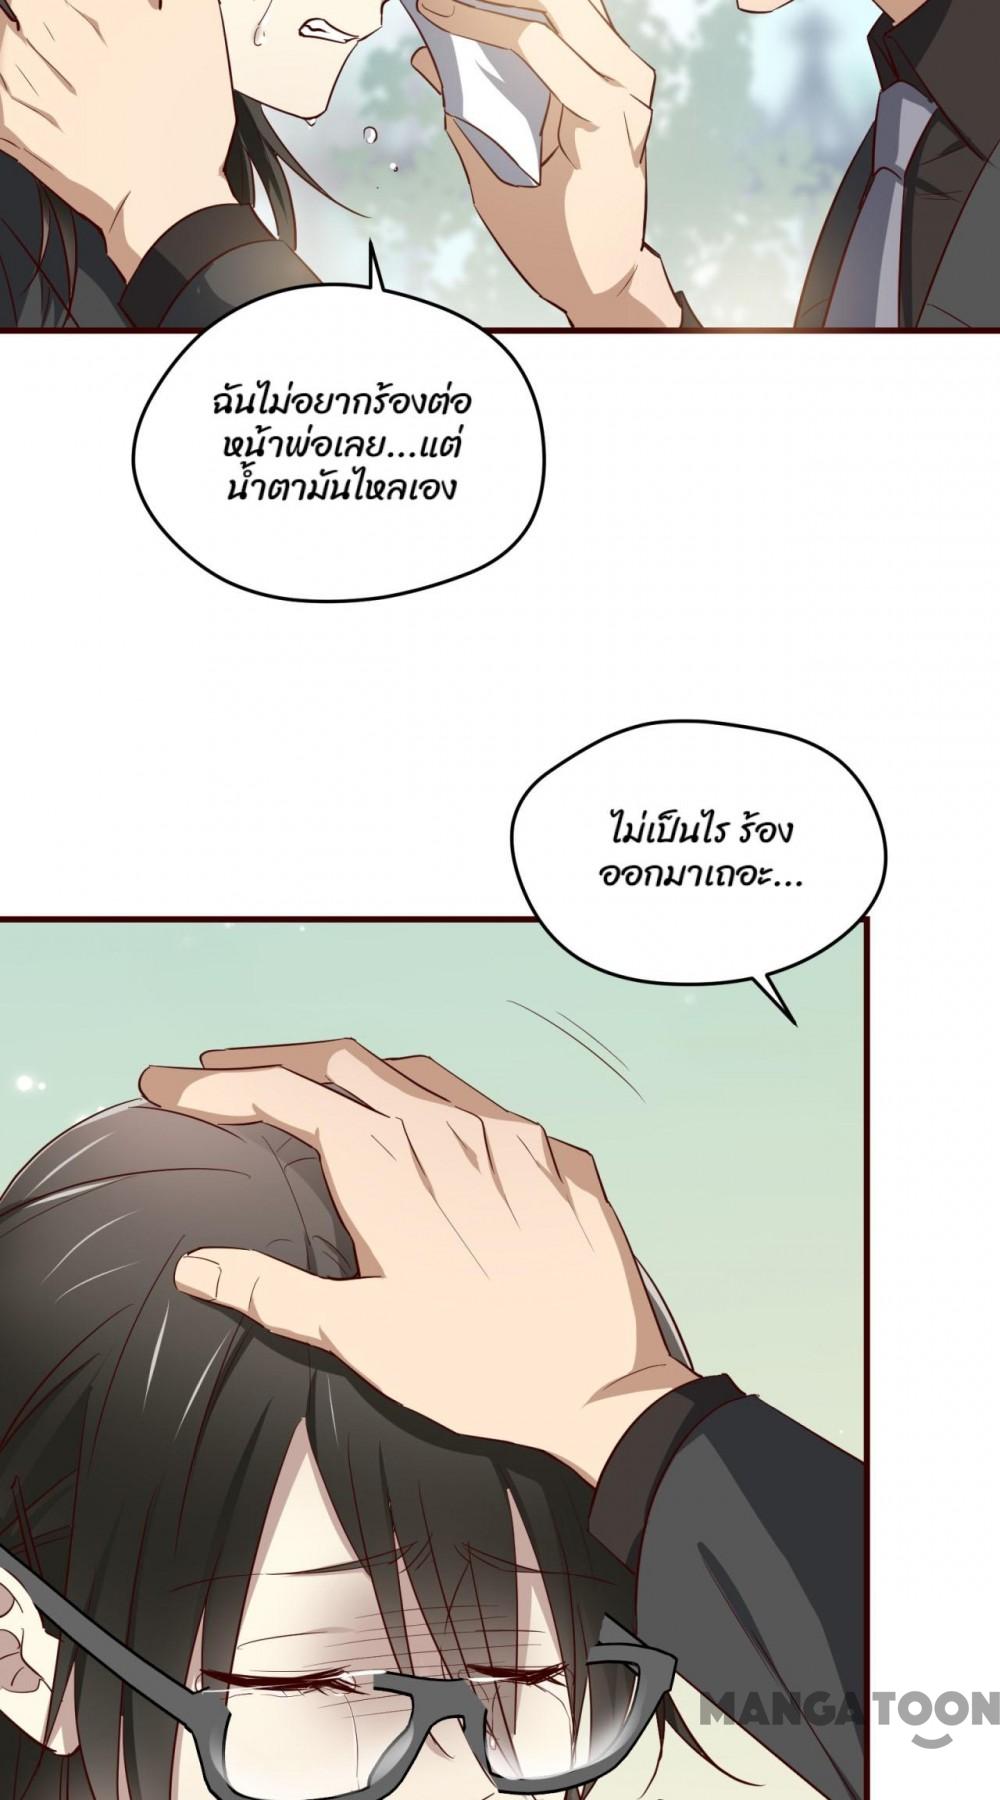 ฉันไม่อยากร้องต่อ
หน้าพ่อเลย...แต่
น้ำตามันไหลเอง
ไม่เป็นไร ร้อง
ออกมาเถอะ...
MANGATOON